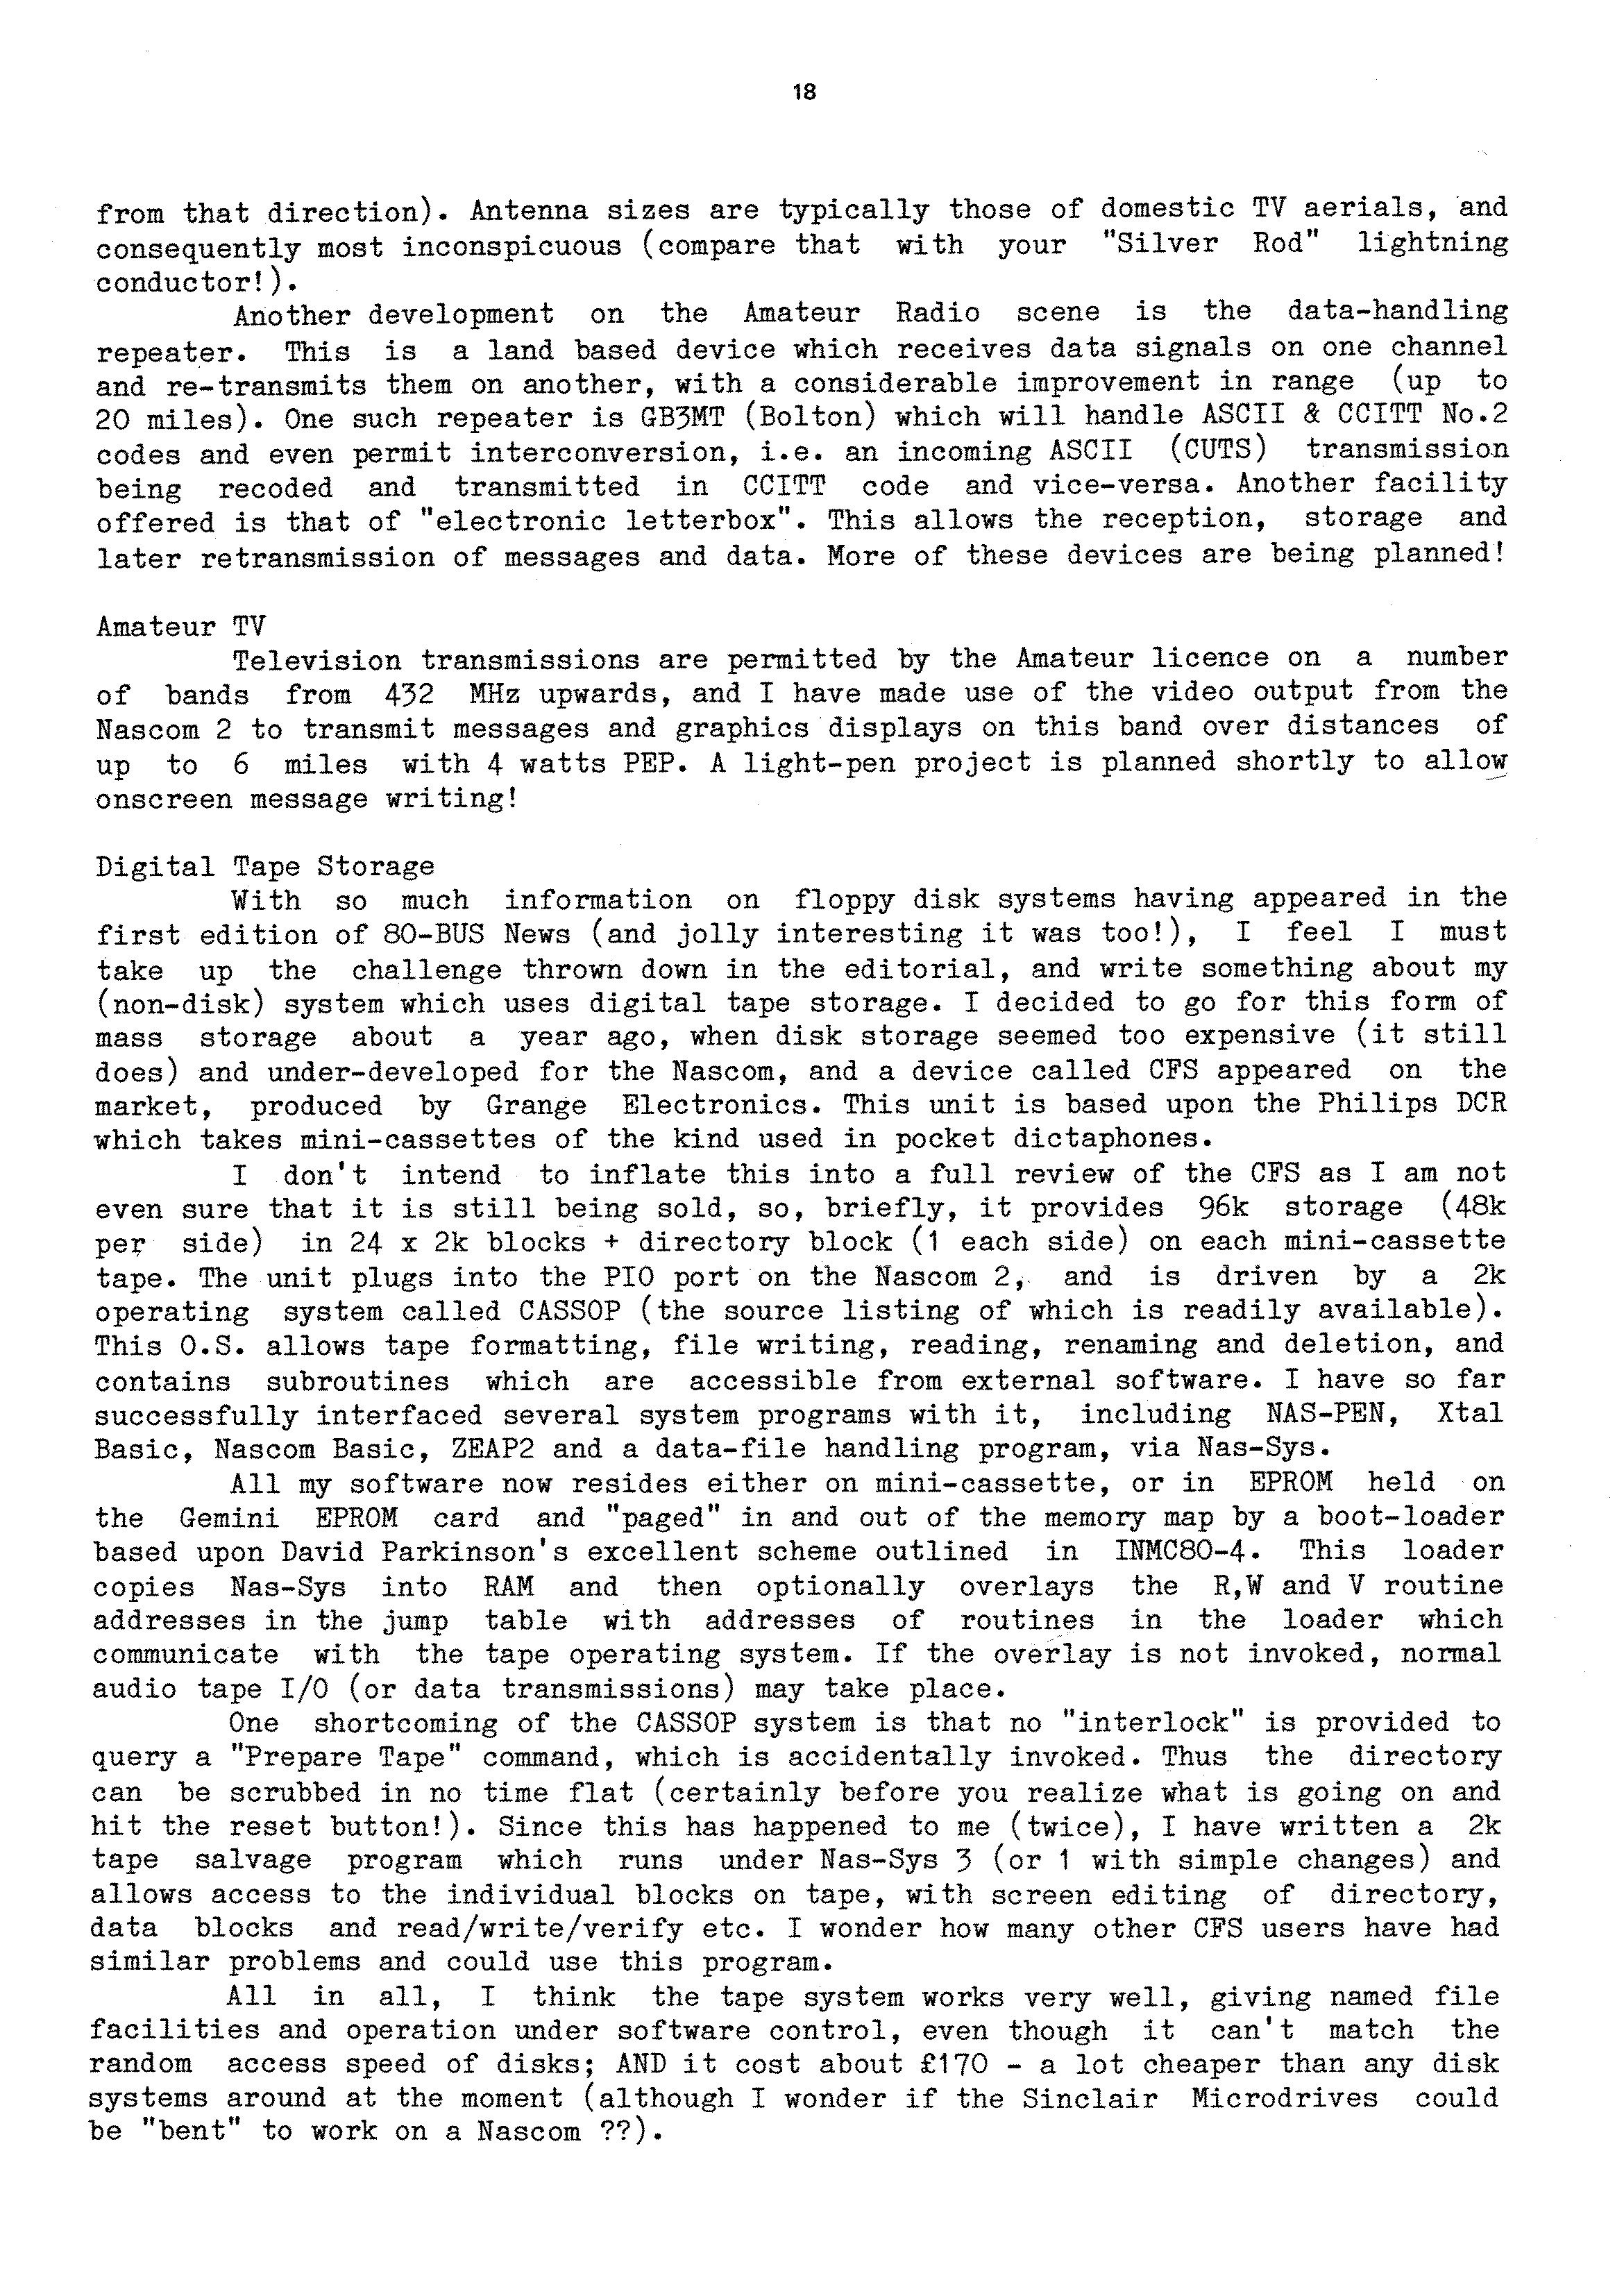 18
from that direction). Antenna sizes are typically those of domestic TV aerials, and
consequently most inconspicuous (compare that with your "Silver Rod" lightning
conductor!).
Another development on the Amateur Radio scene is the data-handling
repeater. This is a land based device which receives data signals on one channel
and re-transmits them on another, with a considerable improvement in range (up to
20 miles). One such repeater is GB3MT (Bolton) which will handle ASCII & CCITT No.2
codes and even permit interconversion, i.e. an incoming ASCII (CUTS) transmission
being recoded and transmitted in CCITT code and vice-versa. Another facility
offered is that of "electronic letterbox". This allows the reception, storage and
later retransmission of messages and data. More of these devices are being planned!
Amateur TV
Television transmissions are permitted by the Amateur licence on a number
of bands from 432 MHz upwards, and I have made use of the video output from the
Nascom 2 to transmit messages and graphics displays on this band over distances of
up to 6 miles with 4 watts PEP. A light-pen project is planned shortly to allow
onscreen message writing!
Digital Tape Storage
With so much information on floppy disk systems having appeared in the
first edition of 80-BUS News (and jolly interesting it was too!), I feel I must
take up the challenge thrown down in the editorial, and write something about my
(non-disk) system which uses digital tape storage. I decided to go for this form of
mass storage about a year ago, when disk storage seemed too expensive (it still
does) and under-developed for the Nascom, and a device called CFS appeared on the
market, produced by Grange Electronics. This unit is based upon the Philips DCR
which takes mini-cassettes of the kind used in pocket dictaphones.
I don't intend to inflate this into a full review of the CFS as I am not
even sure that it is still being sold, so, briefly, it provides 96k storage (48k
per side) in 24 x 2k blocks + directory block (1 each side) on each mini-cassette
tape. The unit plugs into the PIO port on the Nascom 2, and is driven by a 2k
operating system called CASSOP (the source listing of which is readily available).
This O.S. allows tape formatting, file writing, reading, renaming and deletion, and
contains subroutines which are accessible from external software. I have so far
successfully interfaced several system programs with it, including NAS-PEN, Xtal
Basic, Nascom Basic, ZEAP2 and a data-file handling program, via Nas-Sys.
All my software now resides either on mini-cassette, or in EPROM held on
the Gemini EPROM card and "paged" in and out of the memory map by a boot-loader
based upon David Parkinson's excellent scheme outlined in INMC80-4. This loader
copies Nas-Sys into RAM and then optionally overlays the R,W and V routine
addresses in the jump table with addresses of routines in the loader which
communicate with the tape operating system. If the overlay is not invoked, normal
audio tape I/O (or data transmissions) may take place.
One shortcoming of the CASSOP system is that no "interlock" is provided to
query a "Prepare Tape" command, which is accidentally invoked. Thus the directory
can be scrubbed in no time flat (certainly before you realize what is going on and
hit the reset button!). Since this has happened to me (twice), I have written a 2k
tape salvage program which runs under Nas-Sys 3 (or 1 with simple changes) and
allows access to the individual blocks on tape, with screen editing of directory,
data blocks and read/write/verify etc. I wonder how many other CFS users have had
similar problems and could use this program.
All in all, I think the tape system works very well, giving named file
facilities and operation under software control, even though it can't match the
random access speed of disks; AND it cost about £170 - a lot cheaper than any disk
systems around at the moment (although I wonder if the Sinclair Microdrives could
be "bent" to work on a Nascom ??).